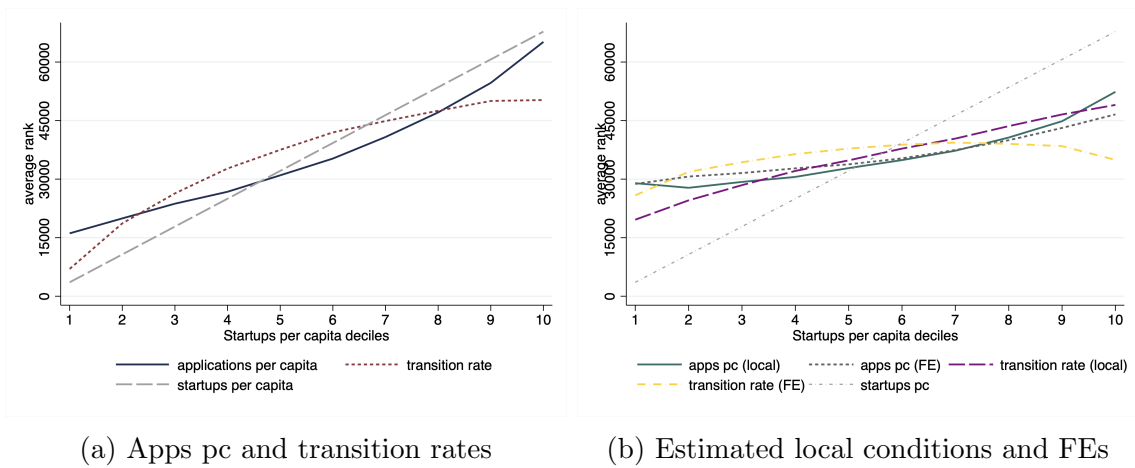 average rank
60000
45000
30000
15000
0
1 2 3 4 5 6 7 8 9 10
Startups per capita deciles
applications per capita transition rate
startups per capita
(a) Apps pc and transition rates
average rank
60000
45000
30000
15000
0
1 2 3 4 5 6 7 8 9 10
Startups per capita deciles
apps pc (local) apps pc (FE) transition rate (local)
transition rate (FE) startups pc
(b) Estimated local conditions and FEs